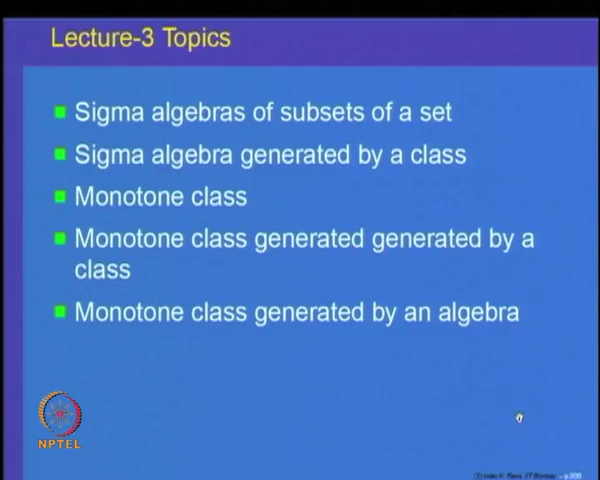 Lecture-3 Topics
Sigma algebras of subsets of a set
Sigma algebra generated by a class
Monotone class
Monotone class generated generated by a
class
Monotone class generated by an algebra
NPTEL